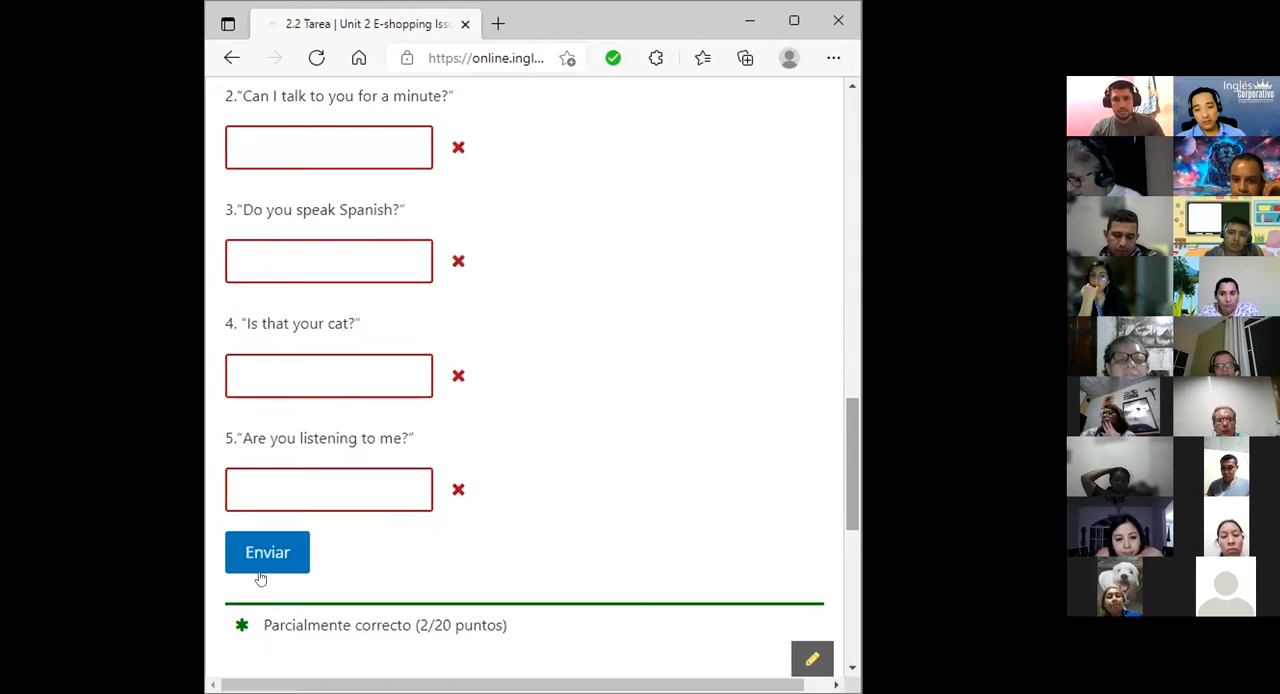 2.2 Tarea | Unit 2 E-shopping Iss
https://online.ingl...
2."Can I talk to you for a minute?"
3."Do you speak Spanish?"
4. "Is that your cat?"
5."Are you listening to me?"
Enviar
Parcialmente correcto (2/20 puntos)
Inglés
Corporativo